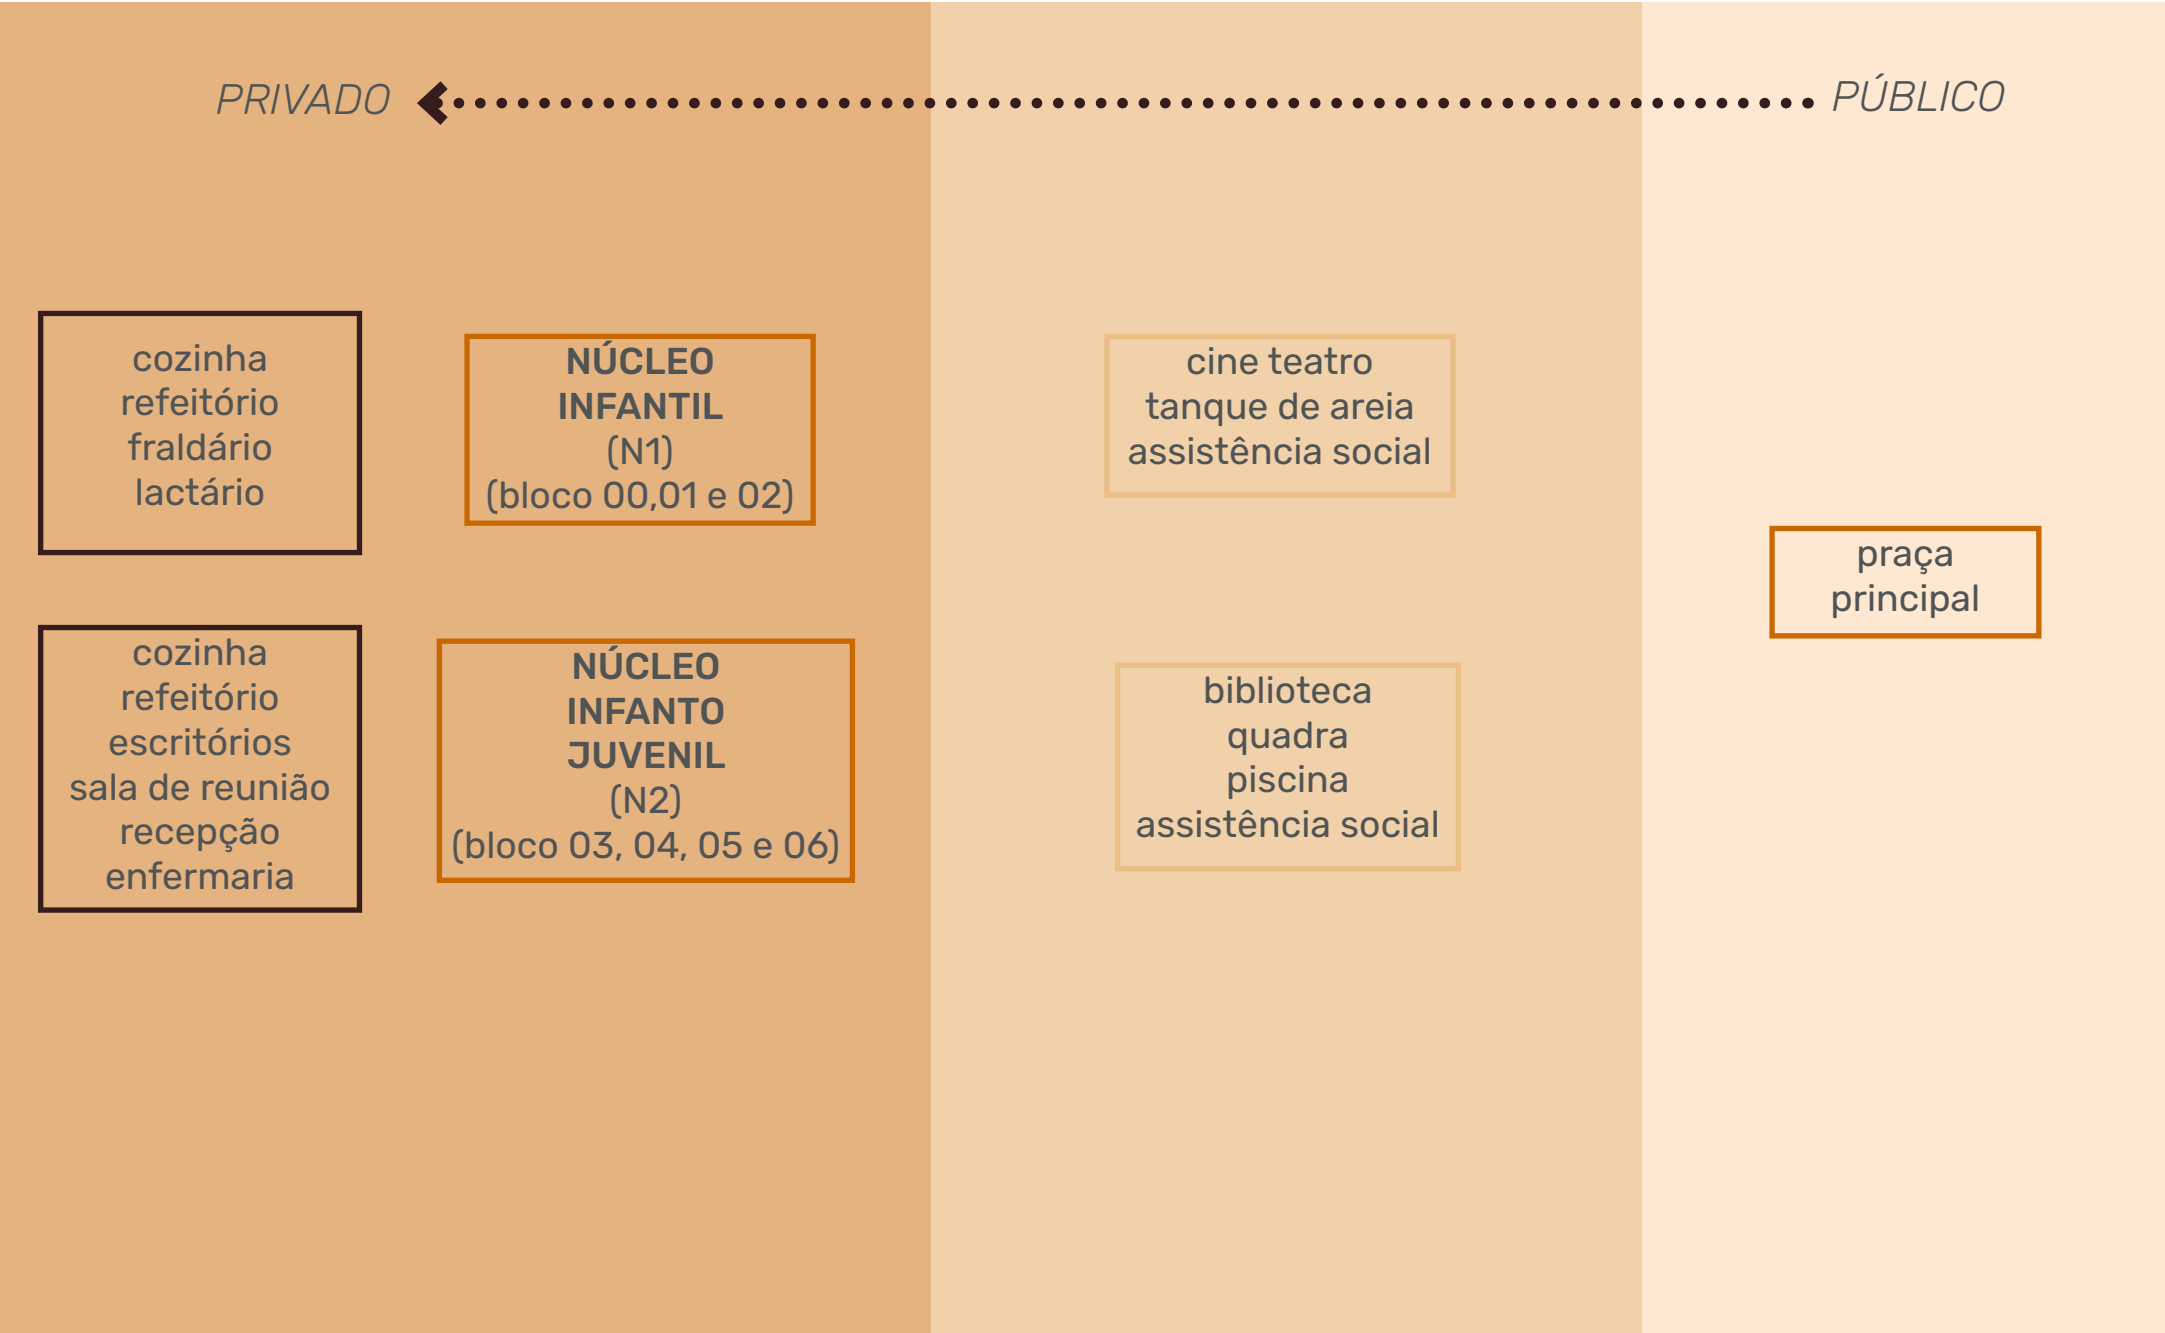 PRIVADO
PÚBLICO
cozinha
refeitório
fraldário
lactário
NÚCLEO
INFANTIL
(N1)
(bloco 00,01 e 02)
cine teatro
tanque de areia
assistência social
praça
principal
cozinha
refeitório
escritórios
sala de reunião
recepção
enfermaria
NÚCLEO
INFANTO
JUVENIL
(N2)
(bloco 03, 04, 05 e 06)
biblioteca
quadra
piscina
assistência social